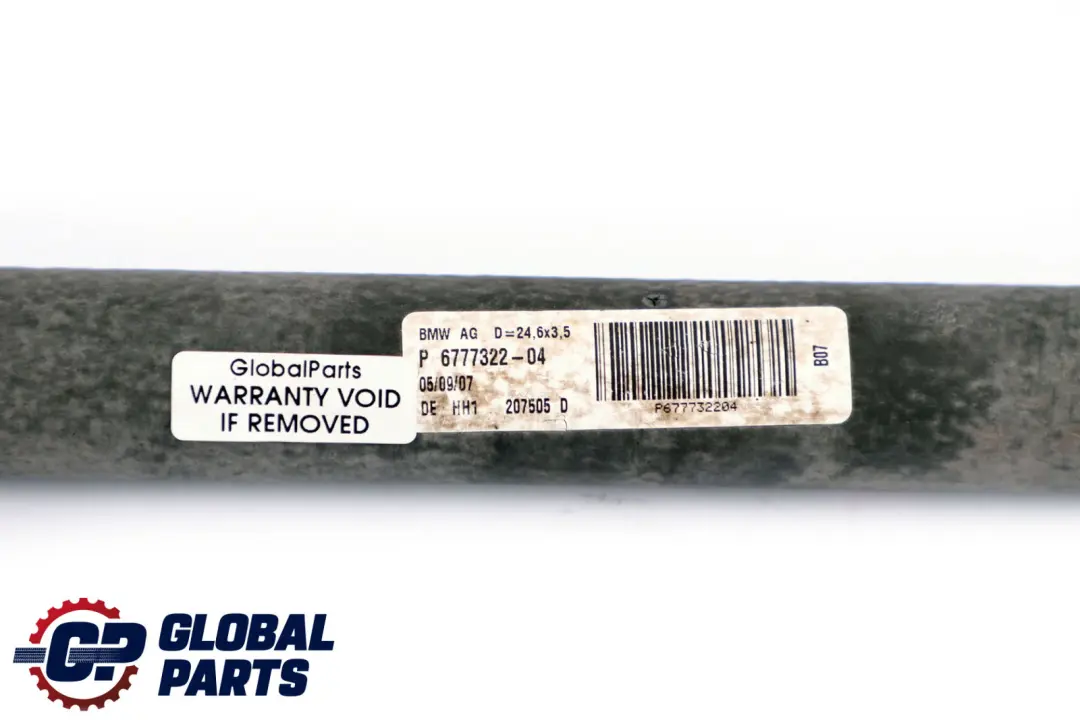 BMW AG D=24,6x3,5
P 6777322-04
05/09/07
DE HH1 207505 D
P677732204
B07
GlobalParts
WARRANTY VOID
IF REMOVED
GP GLOBAL
PARTS